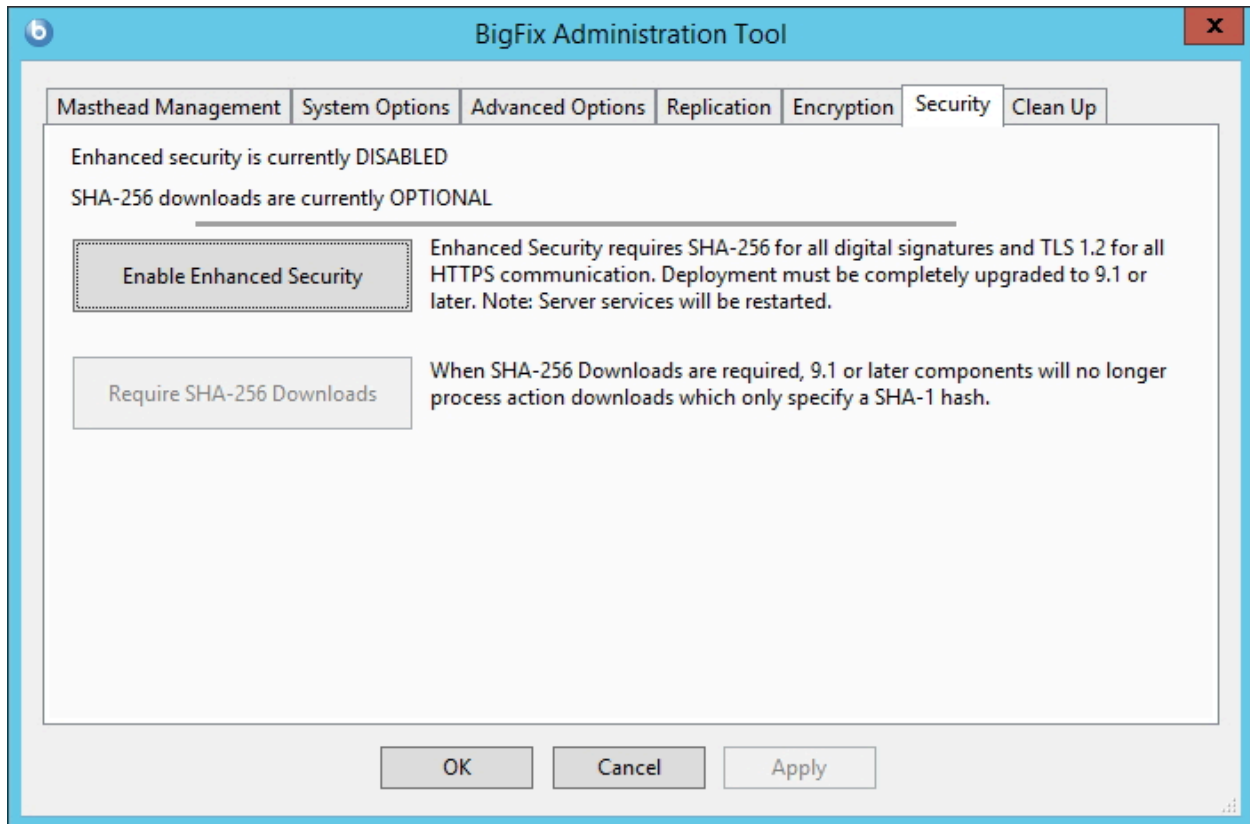 BigFix Administration Tool
x
Masthead Management System Options Advanced Options Replication Encryption Security Clean Up
Enhanced security is currently DISABLED
SHA-256 downloads are currently OPTIONAL
Enable Enhanced Security
Enhanced Security requires SHA-256 for all digital signatures and TLS 1.2 for all
HTTPS communication. Deployment must be completely upgraded to 9.1 or
later. Note: Server services will be restarted.
Require SHA-256 Downloads
When SHA-256 Downloads are required, 9.1 or later components will no longer
process action downloads which only specify a SHA-1 hash.
OK Cancel Apply